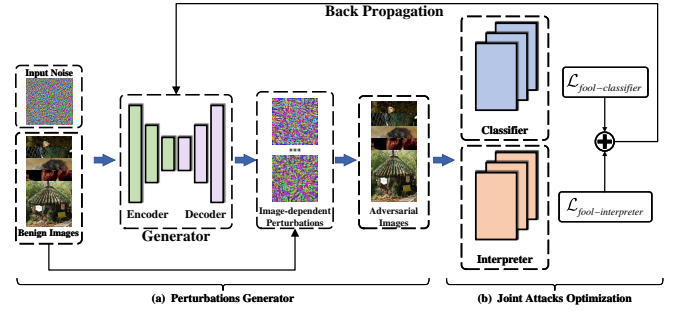 Back Propagation
Input Noise
Benign Images
Encoder
Decoder
Generator
...
Image-dependent
Perturbations
Adversarial
Images
Classifier
Interpreter
ℒfool−classifier
ℒfool−interpreter
(a) Perturbations Generator
(b) Joint Attacks Optimization